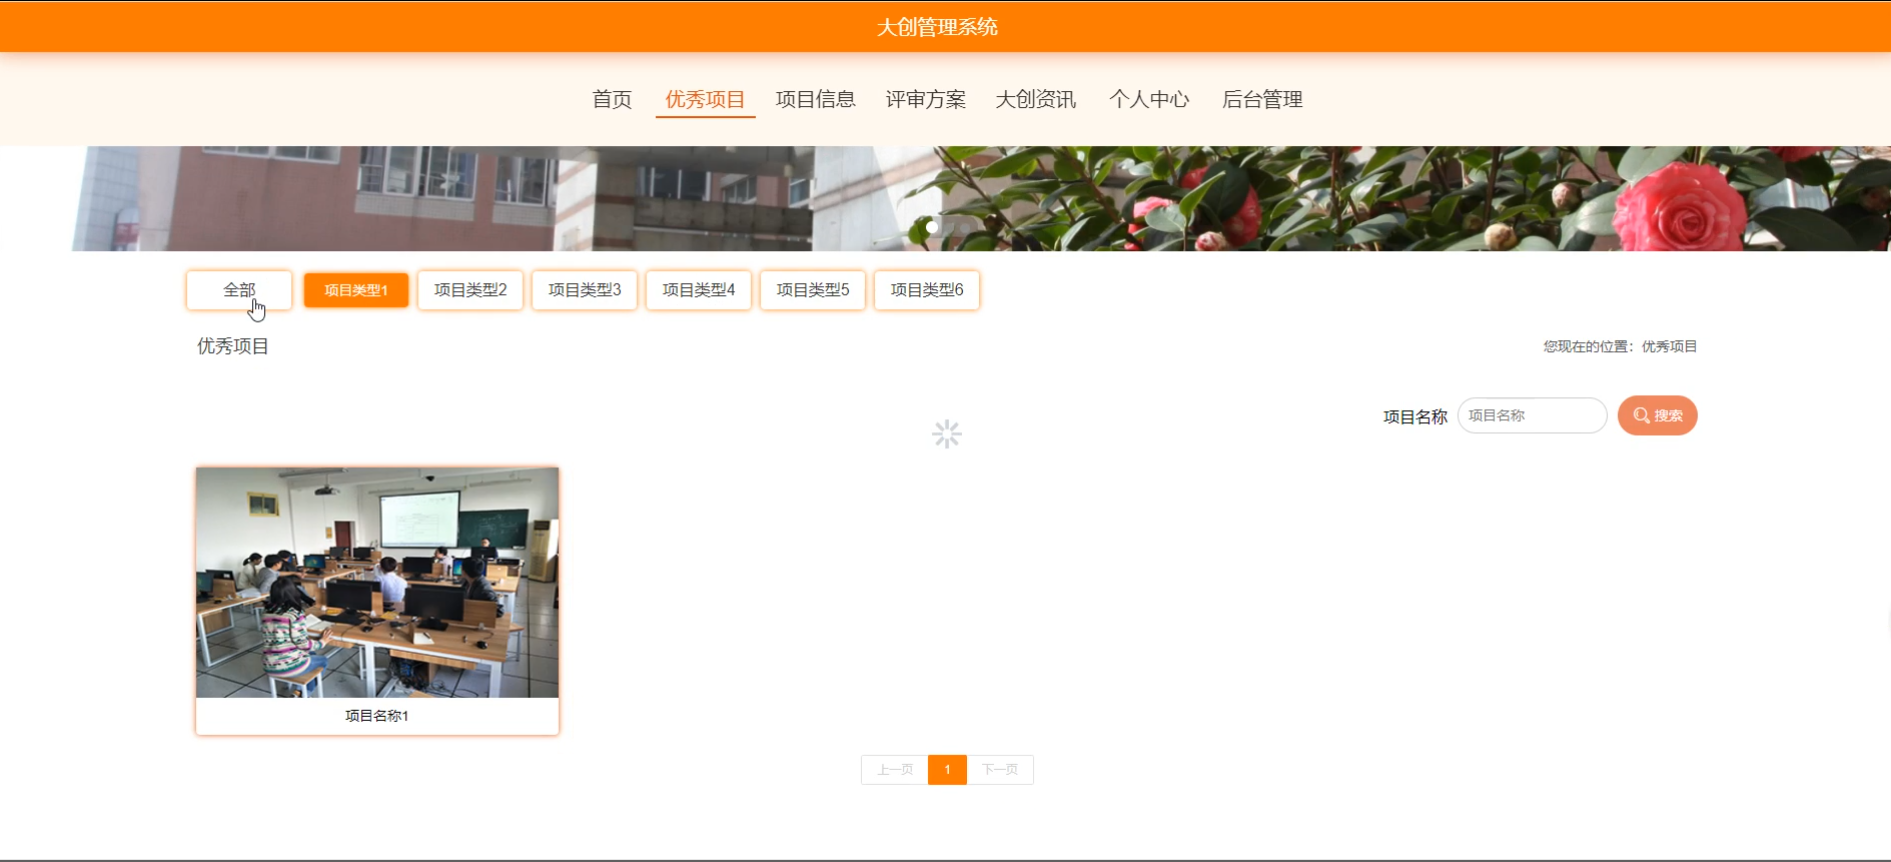 大创管理系统
首页 优秀项目 项目信息 评审方案 大创资讯 个人中心 后台管理
全部 项目类型1 项目类型2 项目类型3 项目类型4 项目类型5 项目类型6
优秀项目 您现在的位置：优秀项目
项目名称 项目名称 搜索
项目名称1
上一页 1 下一页